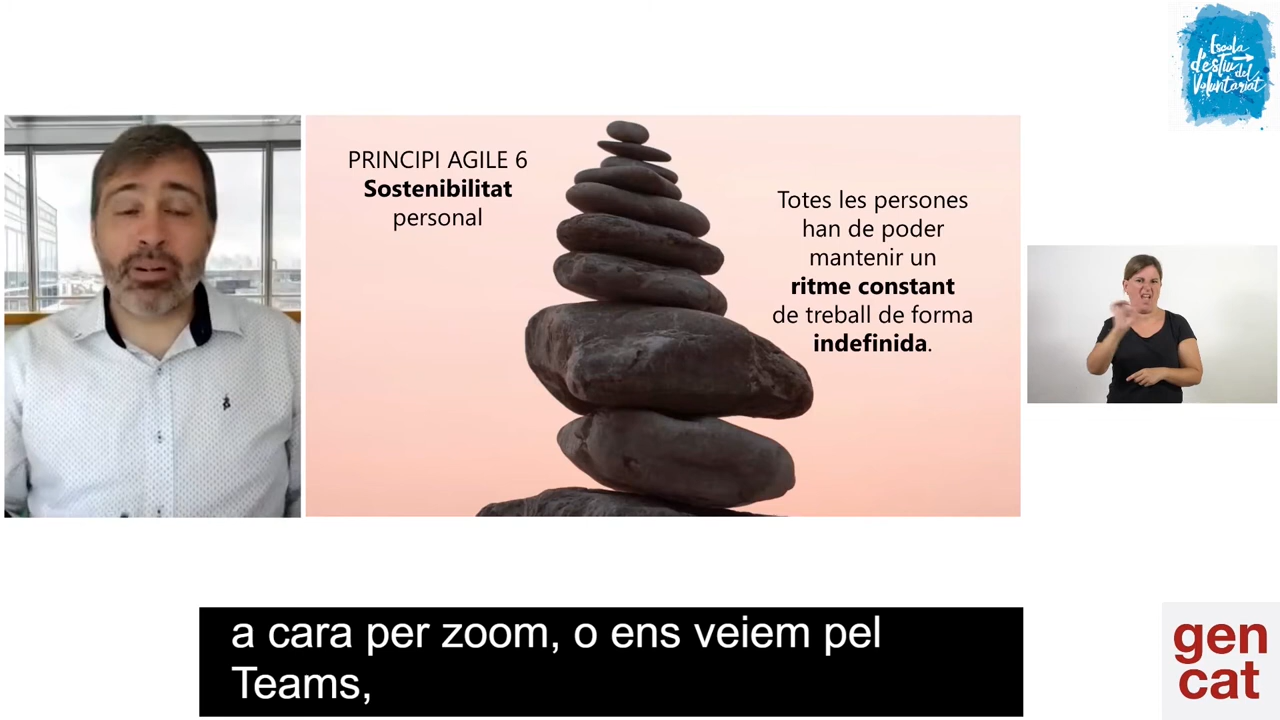 Escola
d'estiu
del
Voluntariat
PRINCIPI AGILE 6
Sostenibilitat
personal
Totes les persones
han de poder
mantenir un
ritme constant
de treball de forma
indefinida.
a cara per zoom, o ens veiem pel
Teams,
gen
cat